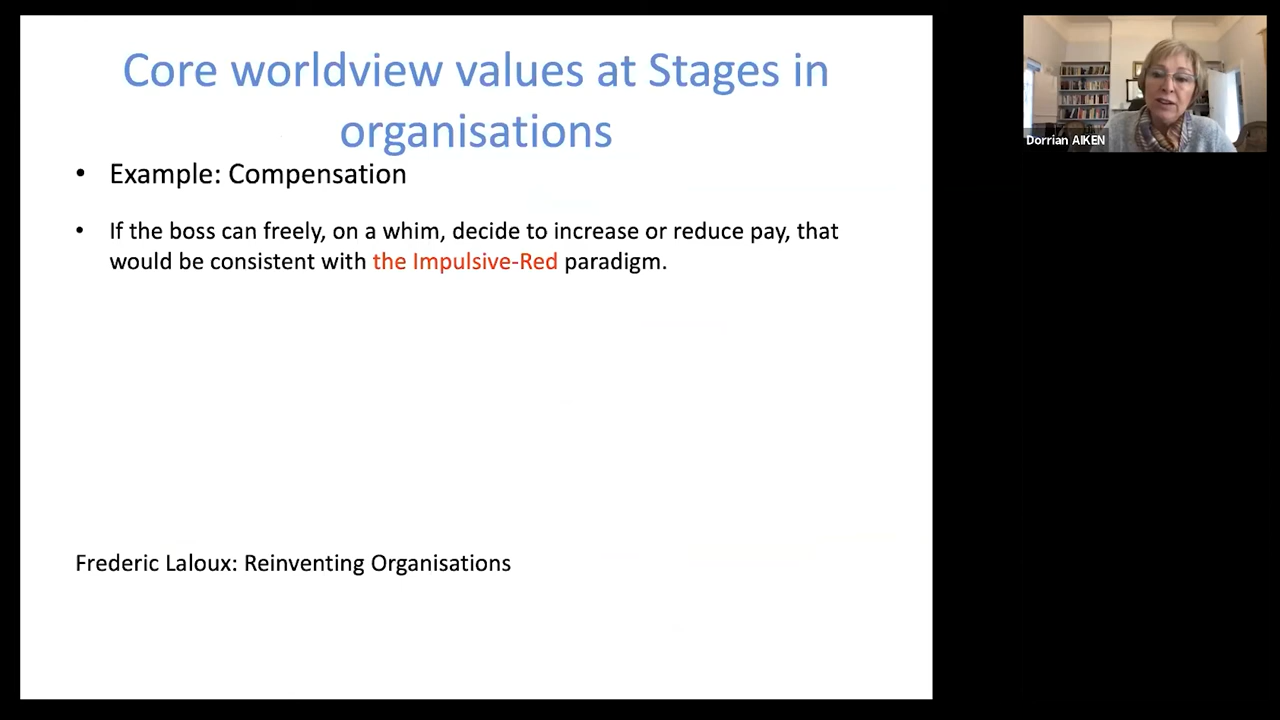 Core worldview values at Stages in
organisations
• Example: Compensation
• If the boss can freely, on a whim, decide to increase or reduce pay, that
would be consistent with the Impulsive-Red paradigm.
Frederic Laloux: Reinventing Organisations
Dorrian AIKEN